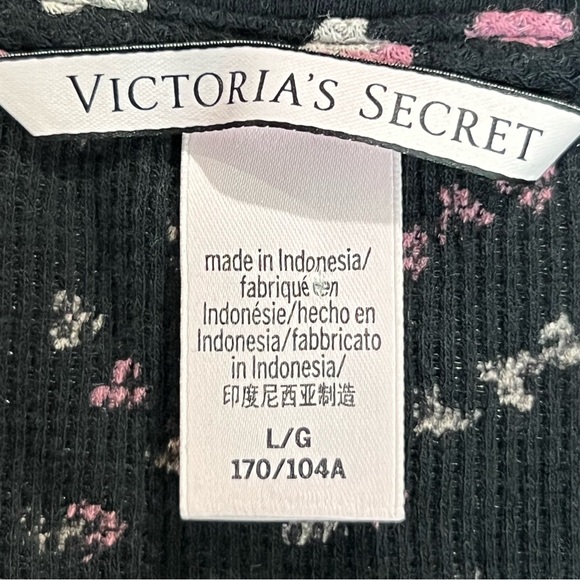 VICTORIA'S SECRET
made in Indonesia/
fabriqué en
Indonésie/hecho en
Indonesia/fabbricato
in Indonesia/
印度尼西亚制造
L/G
170/104A